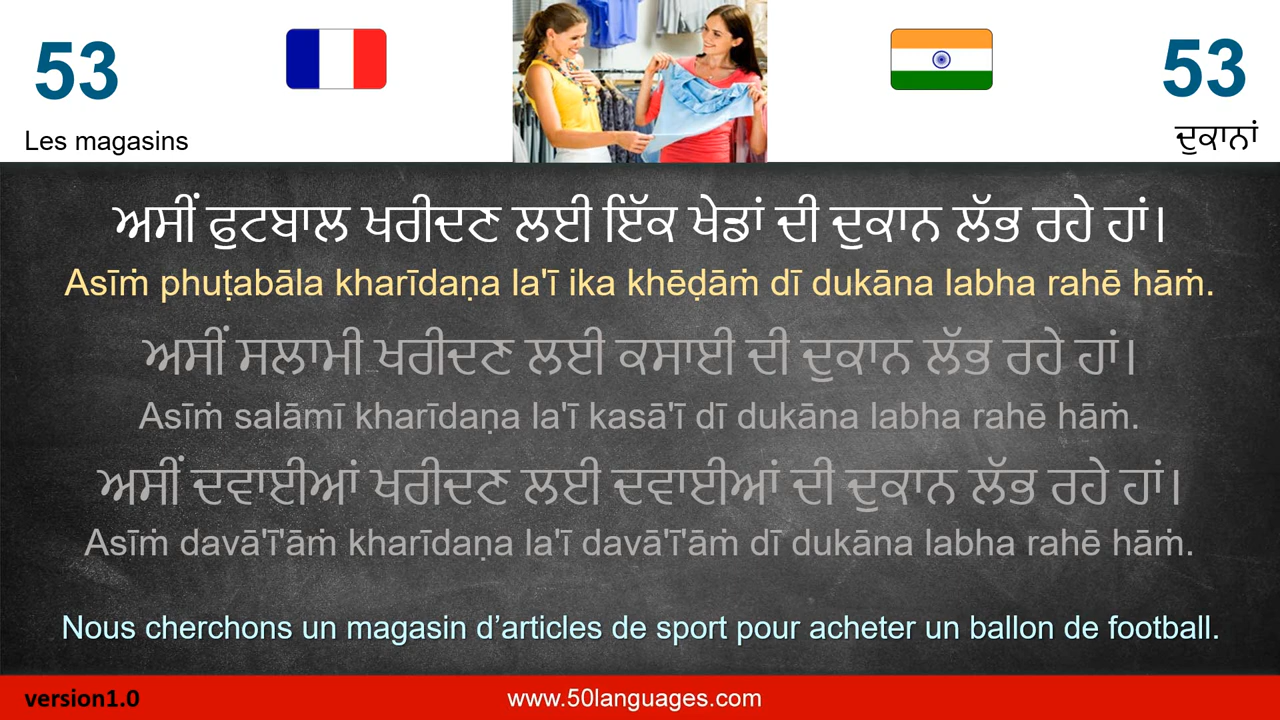 53
53
Les magasins
ਦੁਕਾਨਾਂ
ਅਸੀਂ ਫੁਟਬਾਲ ਖਰੀਦਣ ਲਈ ਇੱਕ ਖੇਡਾਂ ਦੀ ਦੁਕਾਨ ਲੱਭ ਰਹੇ ਹਾਂ।
Asīṁ phuṭabāla kharīdaṇa la'ī ika khēḍāṁ dī dukāna labha rahē hāṁ.
ਅਸੀਂ ਸਲਾਮੀ ਖਰੀਦਣ ਲਈ ਕਸਾਈ ਦੀ ਦੁਕਾਨ ਲੱਭ ਰਹੇ ਹਾਂ।
Asīṁ salāmī kharīdaṇa la'ī kasā'ī dī dukāna labha rahē hāṁ.
ਅਸੀਂ ਦਵਾਈਆਂ ਖਰੀਦਣ ਲਈ ਦਵਾਈਆਂ ਦੀ ਦੁਕਾਨ ਲੱਭ ਰਹੇ ਹਾਂ।
Asīṁ davā'ī'āṁ kharīdaṇa la'ī davā'ī'āṁ dī dukāna labha rahē hāṁ.
Nous cherchons un magasin d’articles de sport pour acheter un ballon de football.
version1.0
www.50languages.com